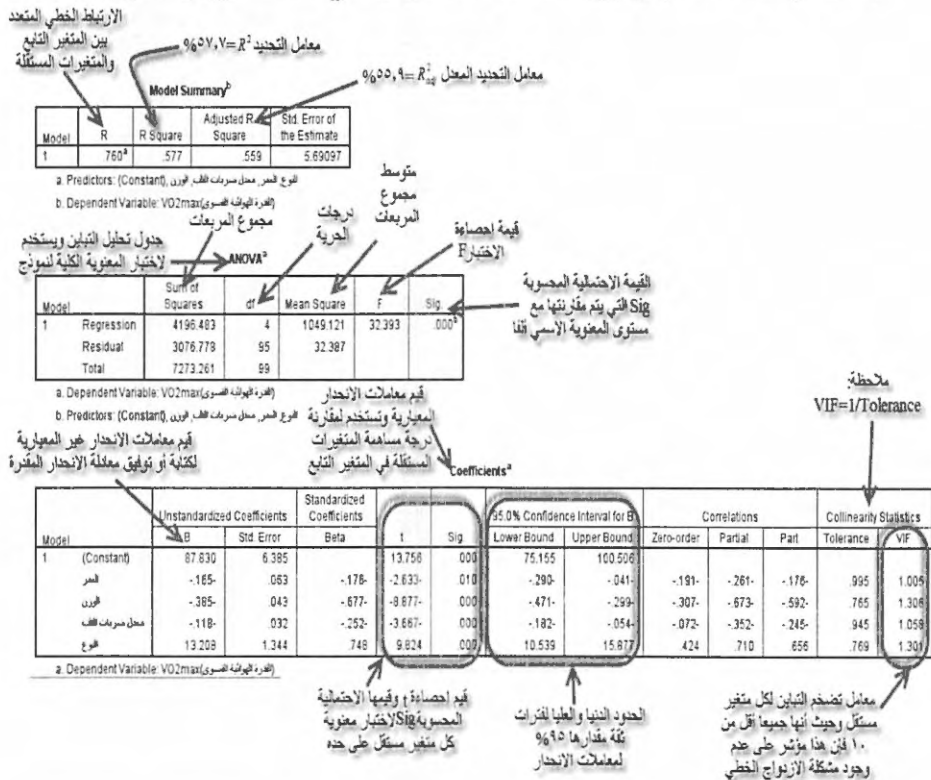 الارتباط الخطي المتعدد
بين المتغير التابع
والمتغيرات المستقلة
معامل التحديد R²=٥٧,٧%
معامل التحديد المعدل R²=٥٥,٩%
Model Summaryᵇ
Model R R Square Adjusted R Square Std. Error of the Estimate
1 .760ᵃ .577 .559 5.69097
a. Predictors: (Constant), النوع, العمر, معدل ضربات القلب, الوزن
b. Dependent Variable: VO2max(القدرة الهوائية القصوى)
مجموع المربعات
درجات
الحرية
متوسط
مجموع
المربعات
قيمة إحصاءة
الاختبار F
جدول تحليل التباين ويستخدم
لاختبار المعنوية الكلية لنموذج
القيمة الاحتمالية المحسوبة
Sig التي يتم مقارنتها مع
مستوى المعنوية الاسمي ألفا
ANOVAᵃ
Model Sum of Squares df Mean Square F Sig.
1 Regression 4196.483 4 1049.121 32.393 .000ᵇ
Residual 3076.778 95 32.387
Total 7273.261 99
a. Dependent Variable: VO2max(القدرة الهوائية القصوى)
b. Predictors: (Constant), النوع, العمر, معدل ضربات القلب, الوزن
قيم معاملات الانحدار
المعيارية وتستخدم لمقارنة
درجة مساهمة المتغيرات
المستقلة في المتغير التابع
ملاحظة:
VIF=1/Tolerance
قيم معاملات الانحدار غير المعيارية
لكتابة أو توفيق معادلة الانحدار المقدرة
Coefficientsᵃ
Model Unstandardized Coefficients Standardized Coefficients t Sig. 95.0% Confidence Interval for B Correlations Collinearity Statistics
B Std. Error Beta Lower Bound Upper Bound Zero-order Partial Part Tolerance VIF
1 (Constant) 87.830 6.385 13.756 .000 75.155 100.506
العمر -.165- .063 -.176- -2.633- .010 -.290- -.041- -.191- -.261- -.176- .995 1.005
الوزن -.385- .043 -.677- -8.877- .000 -.471- -.299- -.307- -.673- -.592- .765 1.306
معدل ضربات القلب -.118- .032 -.252- -3.667- .000 -.182- -.054- -.072- -.352- -.245- .945 1.058
النوع 13.208 1.344 .748 9.824 .000 10.539 15.877 .424 .710 .656 .769 1.301
a. Dependent Variable: VO2max(القدرة الهوائية القصوى)
قيم إحصاءة t وقيمها الاحتمالية
المحسوبة Sig لاختبار معنوية
كل متغير مستقل على حده
الحدود الدنيا والعليا لفترات
ثقة مقدارها ٩٥%
لمعاملات الانحدار
معامل تضخم التباين لكل متغير
مستقل وحيث أنها جميعا أقل من
١٠ فإن هذا مؤشر على عدم
وجود مشكلة الازدواج الخطي